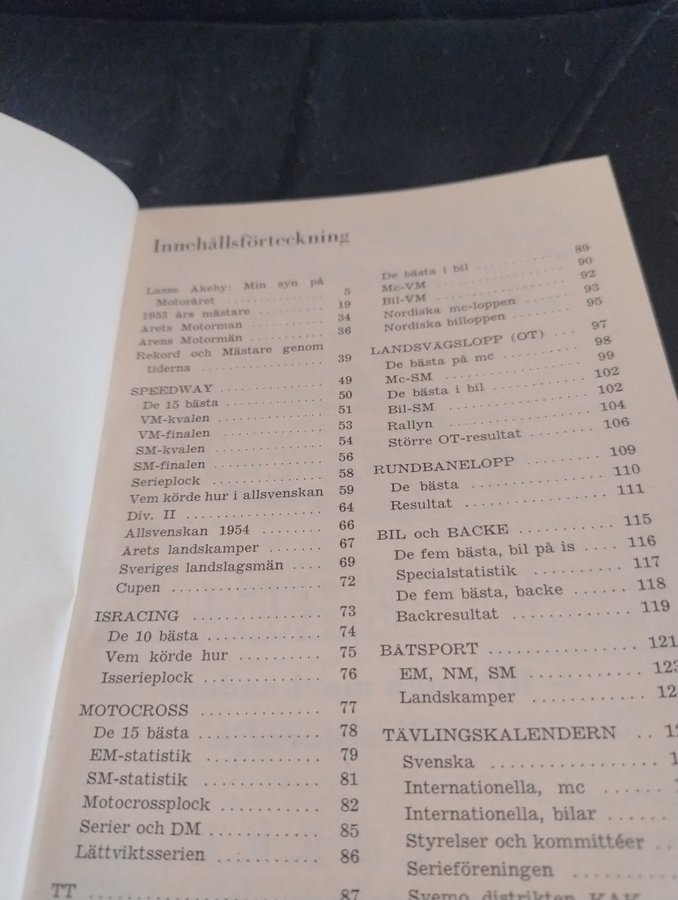 Innehållsförteckning
Lasse Åkeby: Min syn på
Motoråret 5
1953 års mästare 19
Årets Motorman 34
Årens Motormän 36
Rekord och Mästare genom
tiderna 39
SPEEDWAY 49
De 15 bästa 50
VM-kvalen 51
VM-finalen 53
SM-kvalen 54
SM-finalen 56
Serieplock 58
Vem körde hur i allsvenskan 59
Div. II 64
Allsvenskan 1954 66
Årets landskamper 67
Sveriges landslagsmän 69
Cupen 72
ISRACING 73
De 10 bästa 74
Vem körde hur 75
Isserieplock 76
MOTOCROSS 77
De 15 bästa 78
EM-statistik 79
SM-statistik 81
Motocrossplock 82
Serier och DM 85
Lättviktsserien 86
TT 87
De bästa i bil 89
Mc-VM 90
Bil-VM 92
Nordiska mc-loppen 93
Nordiska billoppen 95
LANDSVÄGSLOPP (OT) 97
De bästa på mc 98
Mc-SM 99
De bästa i bil 102
Bil-SM 102
Rallyn 104
Större OT-resultat 106
RUNDBANELOPP 109
De bästa 110
Resultat 111
BIL och BACKE 115
De fem bästa, bil på is 116
Specialstatistik 117
De fem bästa, backe 118
Backresultat 119
BÅTSPORT 121
EM, NM, SM 123
Landskamper
TÄVLINGSKALENDERN
Svenska
Internationella, mc
Internationella, bilar
Styrelser och kommittéer
Serieföreningen
Svemo distrikten KAK